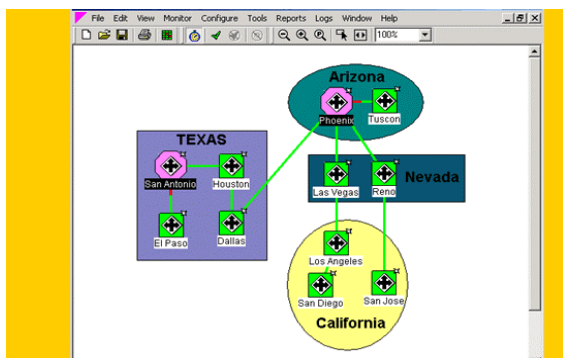 File Edit View Monitor Configure Tools Reports Logs Window Help
100%
Arizona
Phoenix
Tuscon
TEXAS
San Antonio
Houston
Las Vegas
Reno
Nevada
El Paso
Dallas
Los Angeles
San Diego
San Jose
California